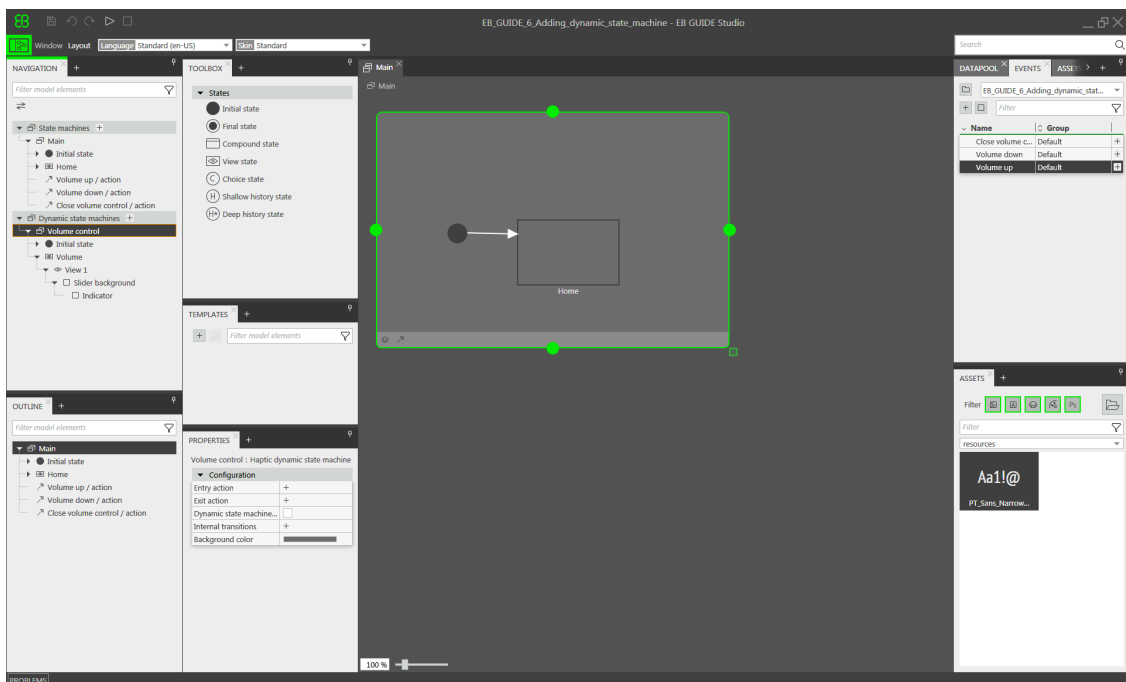 EB
EB_GUIDE_6_Adding_dynamic_state_machine - EB GUIDE Studio
Window Layout Language Standard (en-US) Skin Standard
Search
NAVIGATION
Filter model elements
State machines
Main
Initial state
Home
Volume up / action
Volume down / action
Close volume control / action
Dynamic state machines
Volume control
Initial state
Volume
View 1
Slider background
Indicator
OUTLINE
Filter model elements
Main
Initial state
Home
Volume up / action
Volume down / action
Close volume control / action
TOOLBOX
States
Initial state
Final state
Compound state
View state
C Choice state
H Shallow history state
H* Deep history state
TEMPLATES
Filter model elements
PROPERTIES
Volume control : Haptic dynamic state machine
Configuration
Entry action +
Exit action +
Dynamic state machine...
Internal transitions +
Background color
Main
Main
Home
100 %
DATAPOOL EVENTS ASSETS
EB_GUIDE_6_Adding_dynamic_stat...
Filter
Name Group
Close volume c... Default
Volume down Default
Volume up Default
ASSETS
Filter Ps
Filter
resources
Aa1!@
PT_Sans_Narrow...
PROBLEMS